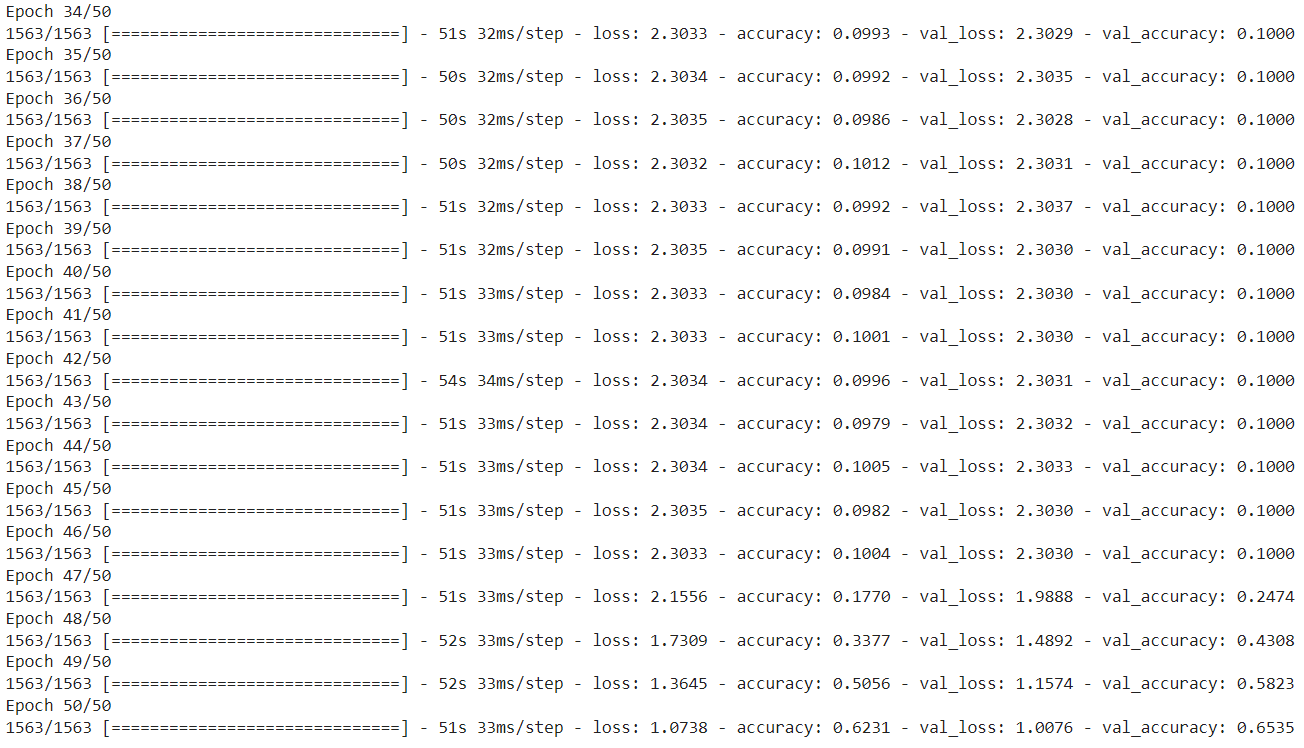 Epoch 34/50
1563/1563 [==============================] - 51s 32ms/step - loss: 2.3033 - accuracy: 0.0993 - val_loss: 2.3029 - val_accuracy: 0.1000
Epoch 35/50
1563/1563 [==============================] - 50s 32ms/step - loss: 2.3034 - accuracy: 0.0992 - val_loss: 2.3035 - val_accuracy: 0.1000
Epoch 36/50
1563/1563 [==============================] - 50s 32ms/step - loss: 2.3035 - accuracy: 0.0986 - val_loss: 2.3028 - val_accuracy: 0.1000
Epoch 37/50
1563/1563 [==============================] - 50s 32ms/step - loss: 2.3032 - accuracy: 0.1012 - val_loss: 2.3031 - val_accuracy: 0.1000
Epoch 38/50
1563/1563 [==============================] - 51s 32ms/step - loss: 2.3033 - accuracy: 0.0992 - val_loss: 2.3037 - val_accuracy: 0.1000
Epoch 39/50
1563/1563 [==============================] - 51s 32ms/step - loss: 2.3035 - accuracy: 0.0991 - val_loss: 2.3030 - val_accuracy: 0.1000
Epoch 40/50
1563/1563 [==============================] - 51s 33ms/step - loss: 2.3033 - accuracy: 0.0984 - val_loss: 2.3030 - val_accuracy: 0.1000
Epoch 41/50
1563/1563 [==============================] - 51s 33ms/step - loss: 2.3033 - accuracy: 0.1001 - val_loss: 2.3030 - val_accuracy: 0.1000
Epoch 42/50
1563/1563 [==============================] - 54s 34ms/step - loss: 2.3034 - accuracy: 0.0996 - val_loss: 2.3031 - val_accuracy: 0.1000
Epoch 43/50
1563/1563 [==============================] - 51s 33ms/step - loss: 2.3034 - accuracy: 0.0979 - val_loss: 2.3032 - val_accuracy: 0.1000
Epoch 44/50
1563/1563 [==============================] - 51s 33ms/step - loss: 2.3034 - accuracy: 0.1005 - val_loss: 2.3033 - val_accuracy: 0.1000
Epoch 45/50
1563/1563 [==============================] - 51s 33ms/step - loss: 2.3035 - accuracy: 0.0982 - val_loss: 2.3030 - val_accuracy: 0.1000
Epoch 46/50
1563/1563 [==============================] - 51s 33ms/step - loss: 2.3033 - accuracy: 0.1004 - val_loss: 2.3030 - val_accuracy: 0.1000
Epoch 47/50
1563/1563 [==============================] - 51s 33ms/step - loss: 2.1556 - accuracy: 0.1770 - val_loss: 1.9888 - val_accuracy: 0.2474
Epoch 48/50
1563/1563 [==============================] - 52s 33ms/step - loss: 1.7309 - accuracy: 0.3377 - val_loss: 1.4892 - val_accuracy: 0.4308
Epoch 49/50
1563/1563 [==============================] - 52s 33ms/step - loss: 1.3645 - accuracy: 0.5056 - val_loss: 1.1574 - val_accuracy: 0.5823
Epoch 50/50
1563/1563 [==============================] - 51s 33ms/step - loss: 1.0738 - accuracy: 0.6231 - val_loss: 1.0076 - val_accuracy: 0.6535